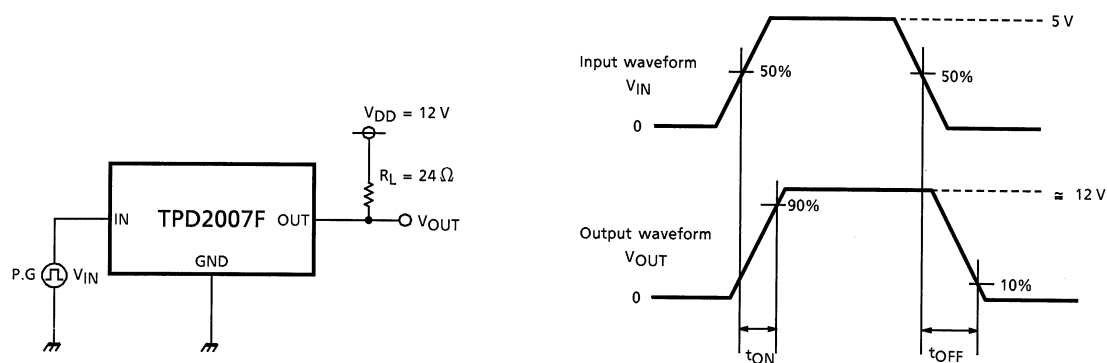 V_DD = 12 V
R_L = 24 Ω
IN
TPD2007F
OUT
V_OUT
GND
P.G
V_IN
5 V
Input waveform
V_IN
50%
50%
0
≅ 12 V
90%
Output waveform
V_OUT
10%
0
t_ON
t_OFF